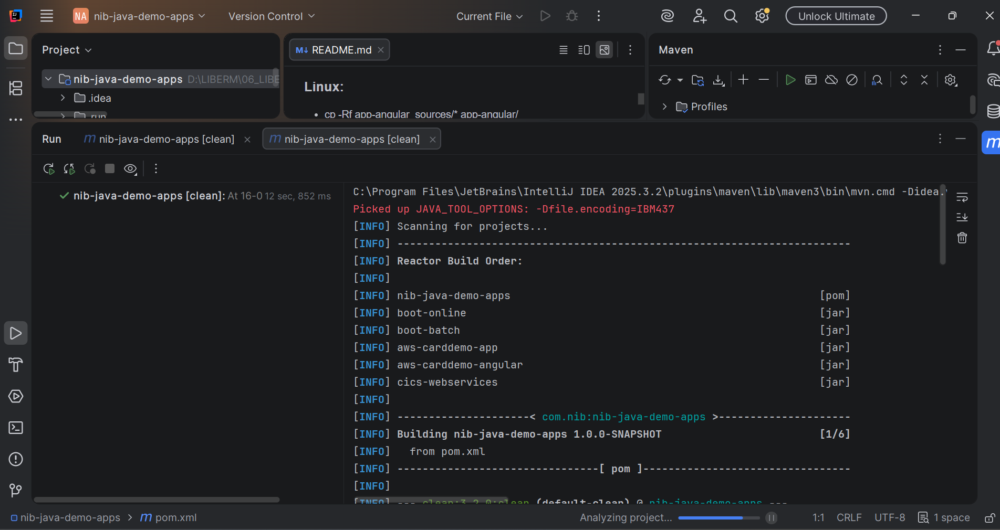 NA nib-java-demo-apps Version Control Current File Unlock Ultimate
Project
nib-java-demo-apps D:\LIBERM\06_LIBE
.idea
.run
M↓ README.md
Linux:
• cp -Rf app-angular_sources/* app-angular/
Maven
Profiles
Run m nib-java-demo-apps [clean] m nib-java-demo-apps [clean]
nib-java-demo-apps [clean]: At 16-0 12 sec, 852 ms
C:\Program Files\JetBrains\IntelliJ IDEA 2025.3.2\plugins\maven\lib\maven3\bin\mvn.cmd -Didea.
Picked up JAVA_TOOL_OPTIONS: -Dfile.encoding=IBM437
[INFO] Scanning for projects...
[INFO] ------------------------------------------------------------------------
[INFO] Reactor Build Order:
[INFO]
[INFO] nib-java-demo-apps [pom]
[INFO] boot-online [jar]
[INFO] boot-batch [jar]
[INFO] aws-carddemo-app [jar]
[INFO] aws-carddemo-angular [jar]
[INFO] cics-webservices [jar]
[INFO]
[INFO] ---------------------< com.nib:nib-java-demo-apps >---------------------
[INFO] Building nib-java-demo-apps 1.0.0-SNAPSHOT [1/6]
[INFO] from pom.xml
[INFO] --------------------------------[ pom ]---------------------------------
[INFO]
[INFO] --- clean:3.2.0:clean (default-clean) @ nib-java-demo-apps ---
nib-java-demo-apps > m pom.xml Analyzing project... 1:1 CRLF UTF-8 1 space